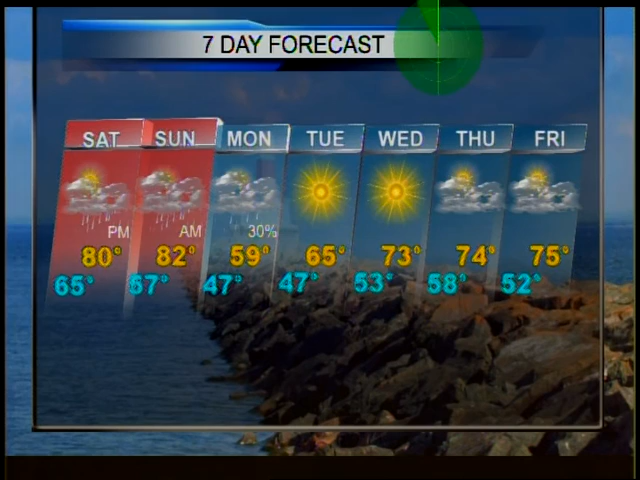 7 DAY FORECAST
SAT SUN MON TUE WED THU FRI
PM AM 30%
80° 82° 59° 65° 73° 74° 75°
65° 67° 47° 47° 53° 58° 52°